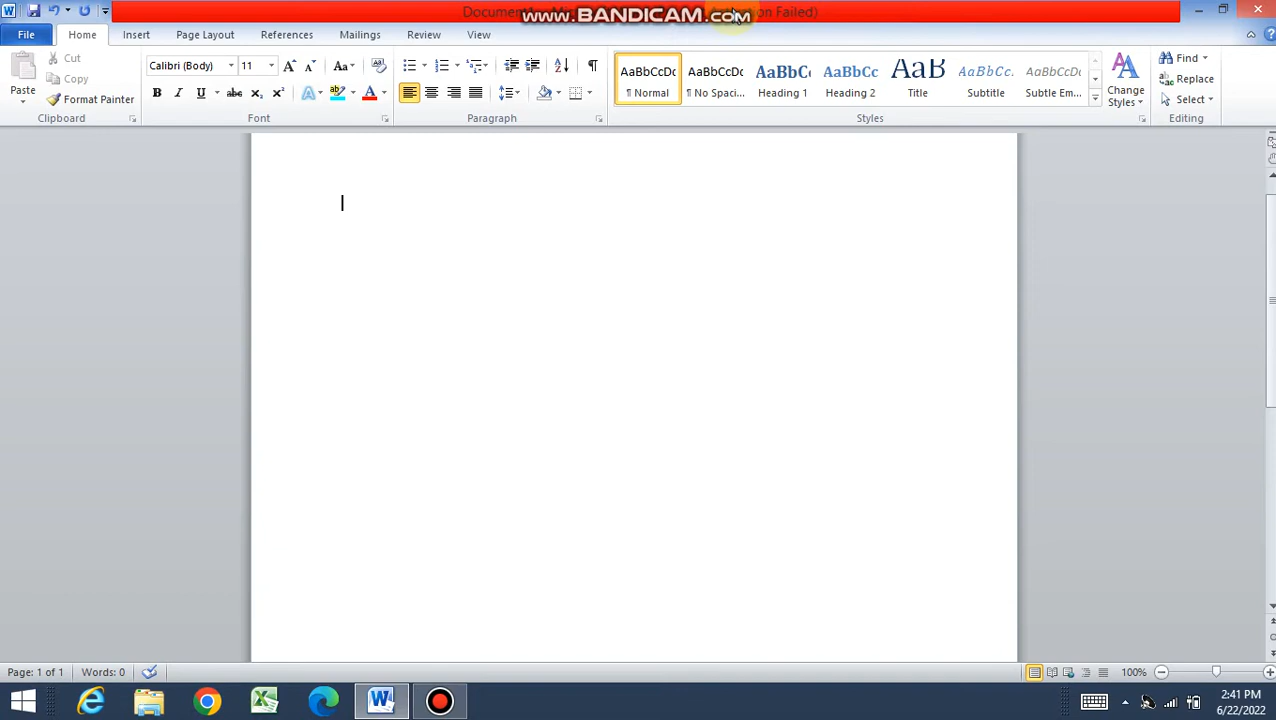 www.BANDICAM.com
File Home Insert Page Layout References Mailings Review View
Paste
Cut
Copy
Format Painter
Clipboard
Calibri (Body) 11
Font
Paragraph
AaBbCcDc AaBbCcDc AaBbC AaBbCc AaB AaBbCc. AaBbCcDc
¶ Normal ¶ No Spaci... Heading 1 Heading 2 Title Subtitle Subtle Em...
Styles
Change
Styles
Find
Replace
Select
Editing
Page: 1 of 1 Words: 0
100%
2:41 PM
6/22/2022